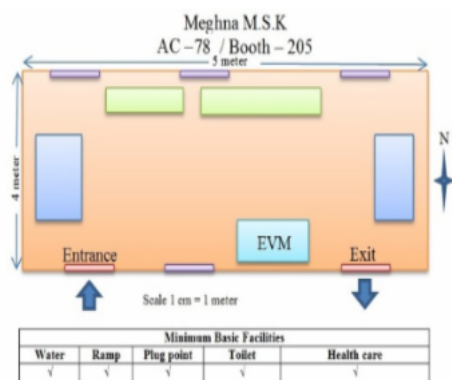 Meghna M.S.K
AC – 78 / Booth – 205
5 meter
4 meter
N
EVM
Entrance
Exit
Scale 1 cm = 1 meter
Minimum Basic Facilities
Water Ramp Plug point Toilet Health care
√ √ √ √ √